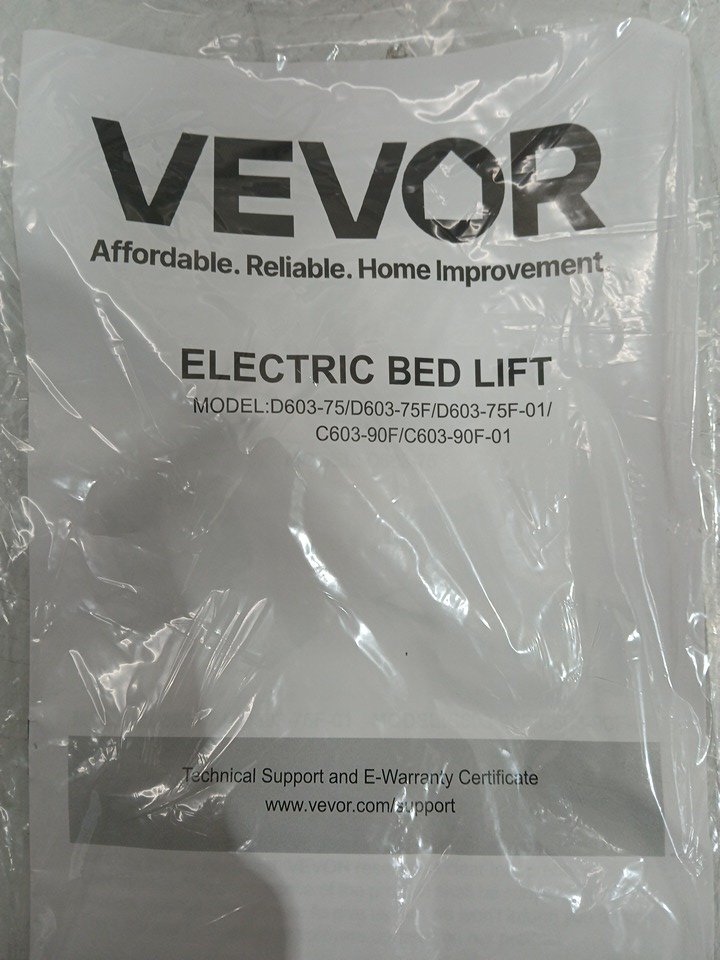 VEVOR
Affordable. Reliable. Home Improvement
ELECTRIC BED LIFT
MODEL:D603-75/D603-75F/D603-75F-01/
C603-90F/C603-90F-01
Technical Support and E-Warranty Certificate
www.vevor.com/support